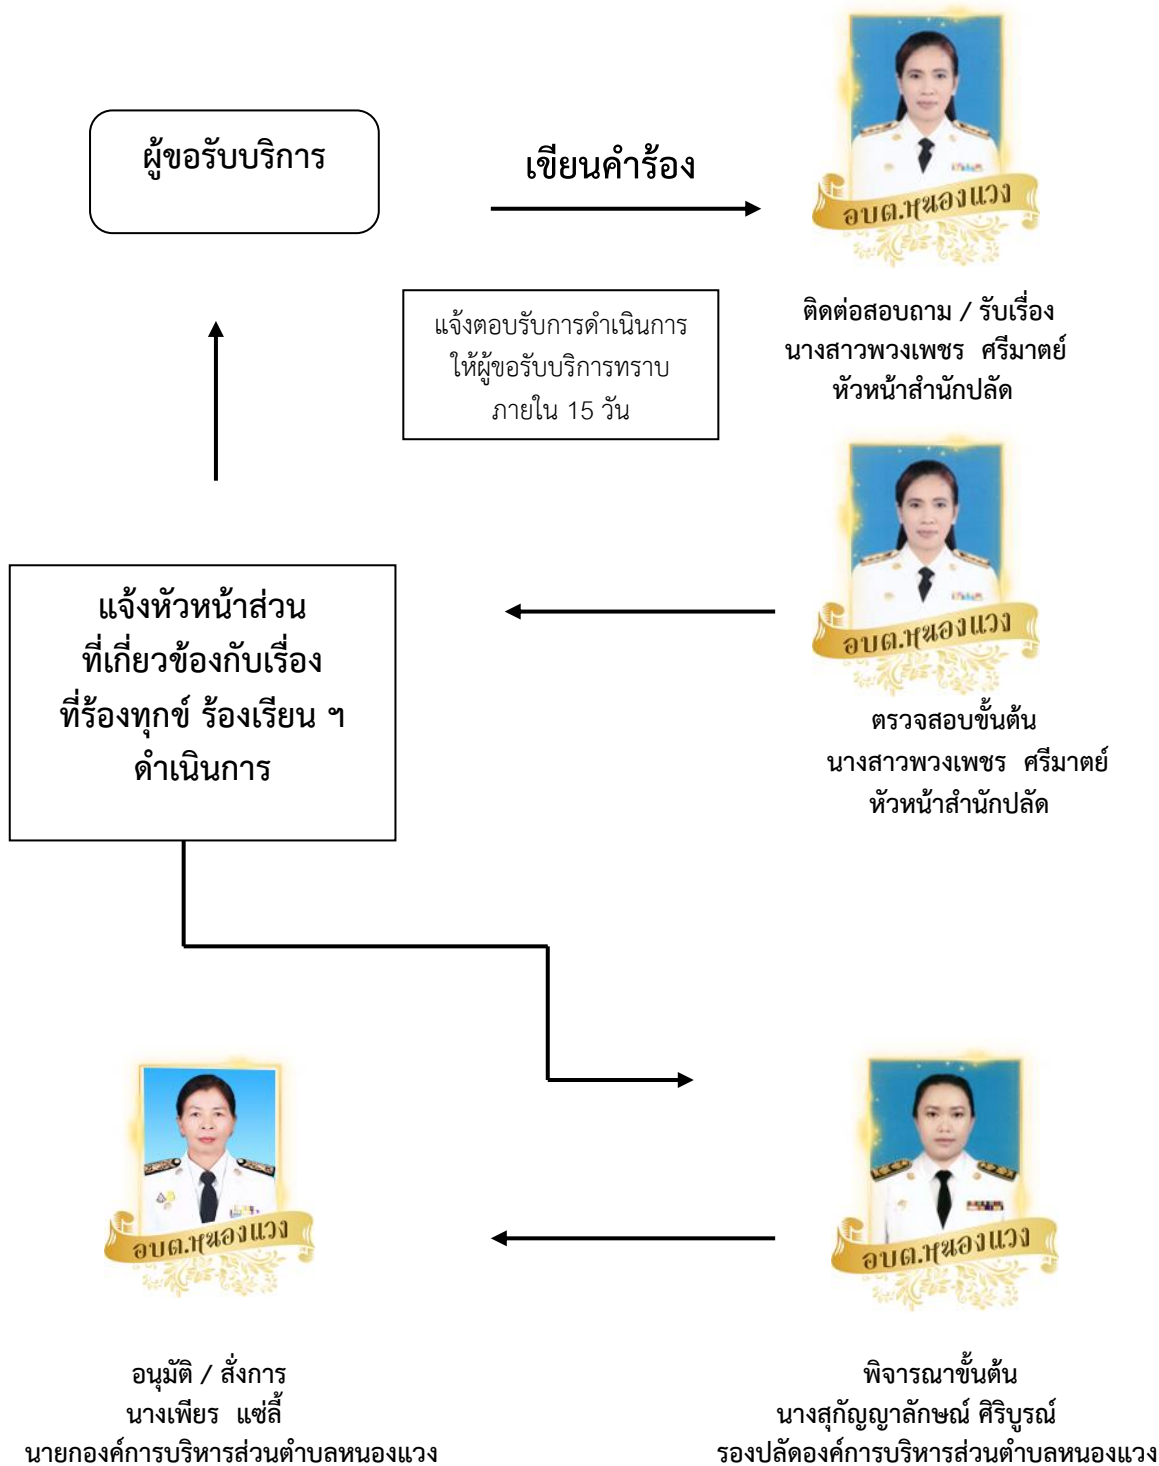 ผู้ขอรับบริการ
เขียนคำร้อง
อบต.หนองแวง
ติดต่อสอบถาม / รับเรื่อง
นางสาวพวงเพชร ศรีมาตย์
หัวหน้าสำนักปลัด
แจ้งตอบรับการดำเนินการ
ให้ผู้ขอรับบริการทราบ
ภายใน 15 วัน
อบต.หนองแวง
ตรวจสอบขั้นต้น
นางสาวพวงเพชร ศรีมาตย์
หัวหน้าสำนักปลัด
แจ้งหัวหน้าส่วน
ที่เกี่ยวข้องกับเรื่อง
ที่ร้องทุกข์ ร้องเรียน ฯ
ดำเนินการ
อบต.หนองแวง
อนุมัติ / สั่งการ
นางเพียร แซ่ลี้
นายกองค์การบริหารส่วนตำบลหนองแวง
อบต.หนองแวง
พิจารณาขั้นต้น
นางสุกัญญาลักษณ์ ศิริบูรณ์
รองปลัดองค์การบริหารส่วนตำบลหนองแวง